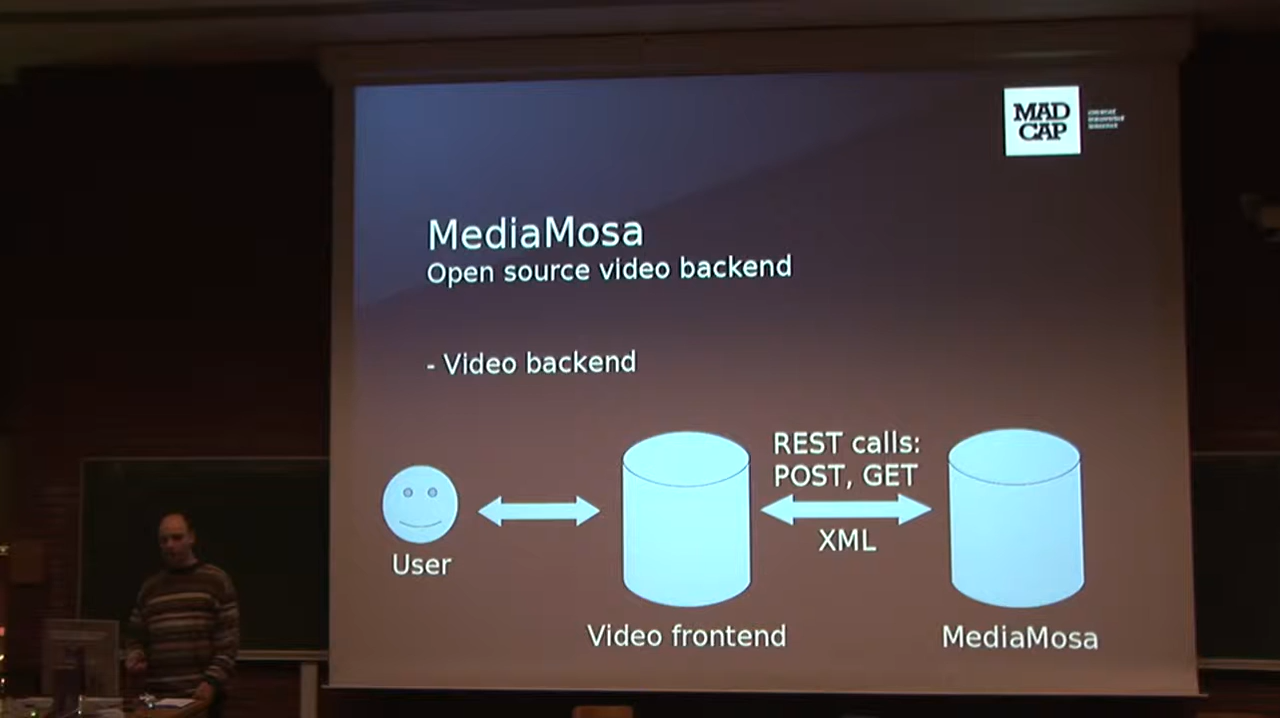 MAD
CAP
MediaMosa
Open source video backend
- Video backend
REST calls:
POST, GET
XML
User
Video frontend
MediaMosa